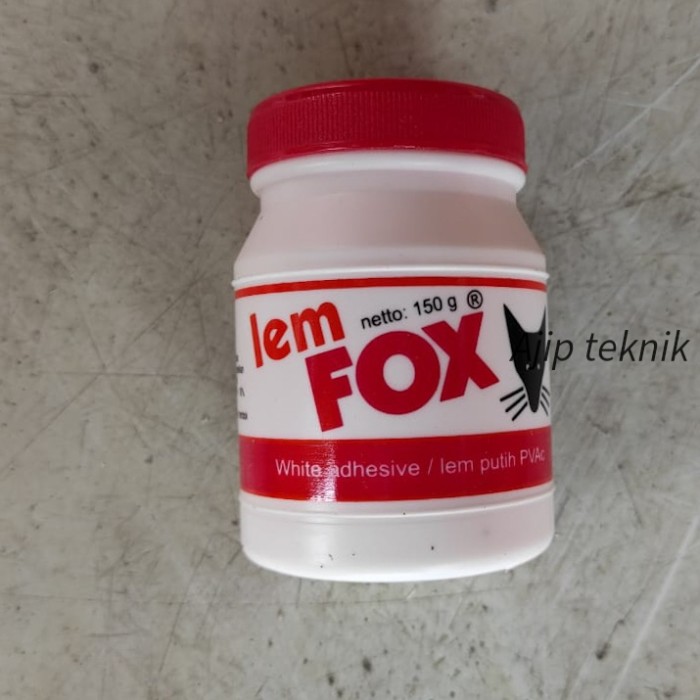 lem
netto: 150 g ®
FOX
Ajip teknik
White adhesive / lem putih PVAc